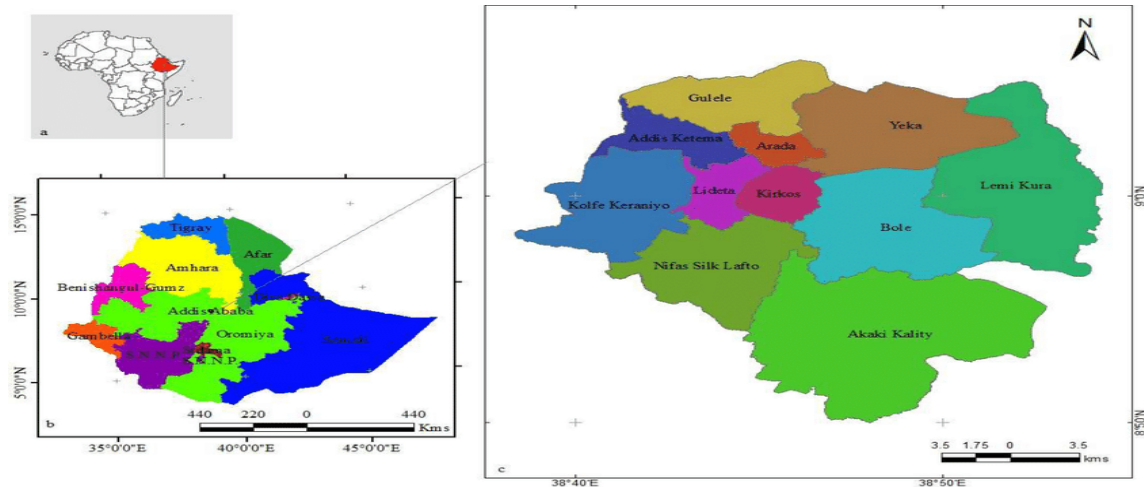 a
Tigray
Afar
Amhara
Benishanyul-Gumz
Addis Ababa
Oromiya
Gambella
S.N.N.P.
15°0'0"N
10°0'0"N
5°0'0"N
440 220 0 440
Kms
b
35°0'0"E 40°0'0"E 45°0'0"E
N
Gulele
Yeka
Addis Ketema
Arada
Lemi Kura
Lideta
Kirkos
Kolfe Keraniyo
Bole
Nifas Silk Lafto
Akaki Kality
8°50'N
3.5 1.75 0 3.5
kms
c
38°40'E 38°50'E